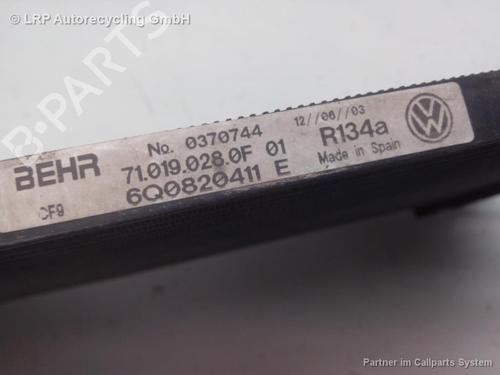 © LRP Autorecycling GmbH
BEHR
No. 0370744
12//06//03
71.019.028.0F 01
R134a
6Q0820411 E
Made in Spain
CF9
Partner im Callparts System